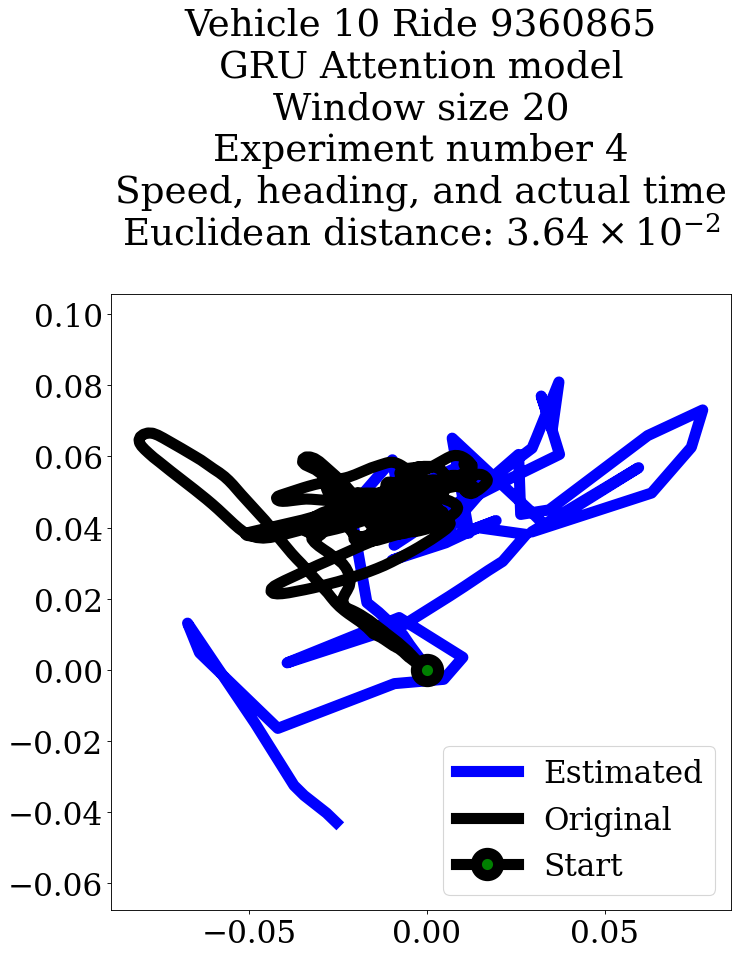 Vehicle 10 Ride 9360865
GRU Attention model
Window size 20
Experiment number 4
Speed, heading, and actual time
Euclidean distance: 3.64 × 10⁻²
0.10
0.08
0.06
0.04
0.02
0.00
−0.02
−0.04
−0.06
−0.05
0.00
0.05
Estimated
Original
Start